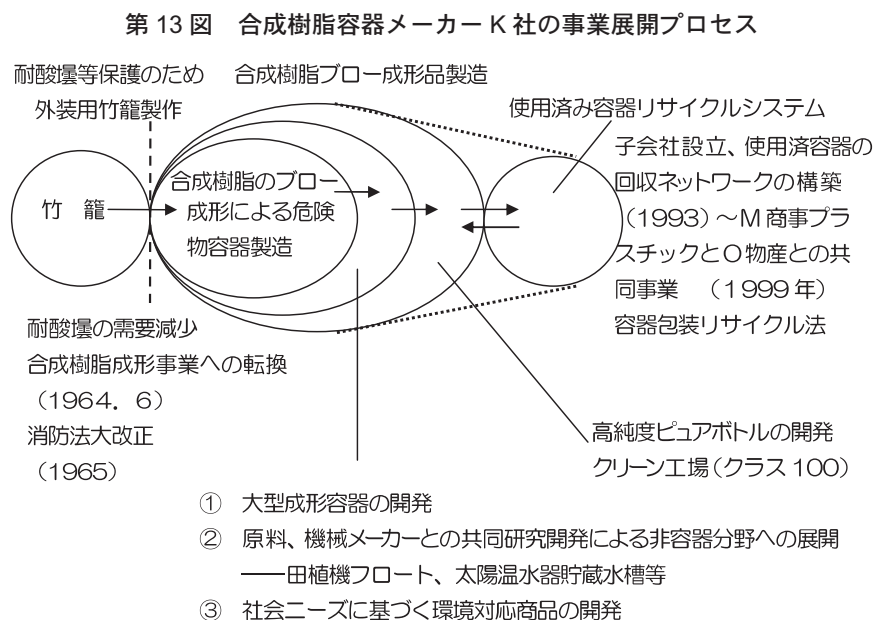 第 13 図　合成樹脂容器メーカー K 社の事業展開プロセス
耐酸壜等保護のため
外装用竹籠製作
合成樹脂ブロー成形品製造
使用済み容器リサイクルシステム
子会社設立、使用済容器の
回収ネットワークの構築
（1993）～M商事プラ
スチックとO物産との共
同事業　（1999年）
容器包装リサイクル法
竹　籠
合成樹脂のブロー
成形による危険
物容器製造
耐酸壜の需要減少
合成樹脂成形事業への転換
（1964．6）
消防法大改正
（1965）
高純度ピュアボトルの開発
クリーン工場（クラス 100）
①　大型成形容器の開発
②　原料、機械メーカーとの共同研究開発による非容器分野への展開
――田植機フロート、太陽温水器貯蔵水槽等
③　社会ニーズに基づく環境対応商品の開発